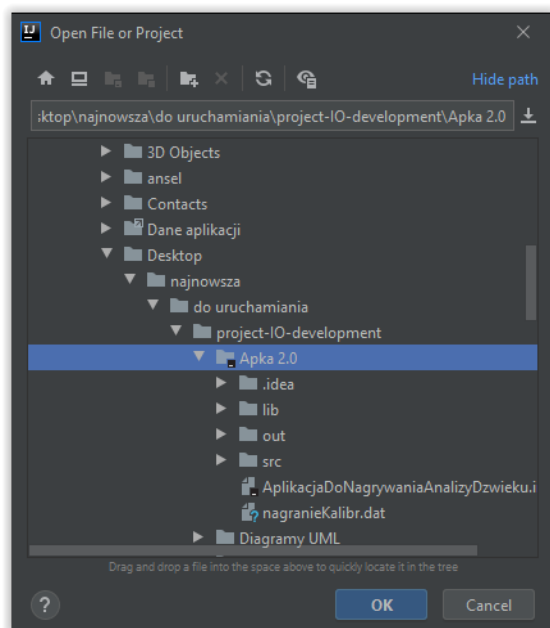 Open File or Project
Hide path
ktop\najnowsza\do uruchamiania\project-IO-development\Apka 2.0
3D Objects
ansel
Contacts
Dane aplikacji
Desktop
najnowsza
do uruchamiania
project-IO-development
Apka 2.0
.idea
lib
out
src
AplikacjaDoNagrywaniaAnalizyDzwieku.i
nagranieKalibr.dat
Diagramy UML
Drag and drop a file into the space above to quickly locate it in the tree
?
OK
Cancel